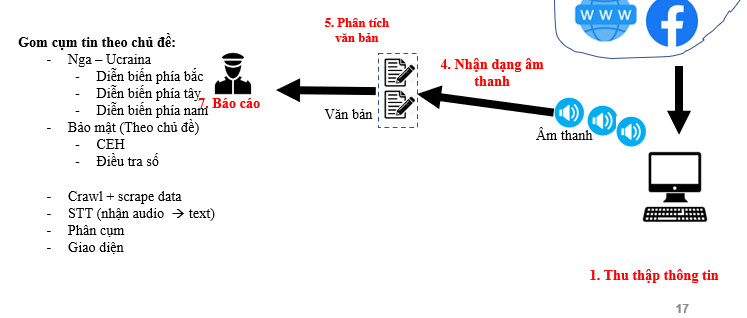 W W W
5. Phân tích
văn bản
Gom cụm tin theo chủ đề:
- Nga – Ucraina
- Diễn biến phía bắc
- Diễn biến phía tây
- Diễn biến phía nam
- Bảo mật (Theo chủ đề)
- CEH
- Điều tra số
- Crawl + scrape data
- STT (nhận audio → text)
- Phân cụm
- Giao diện
7. Báo cáo
Văn bản
4. Nhận dạng âm
thanh
Âm thanh
1. Thu thập thông tin
17